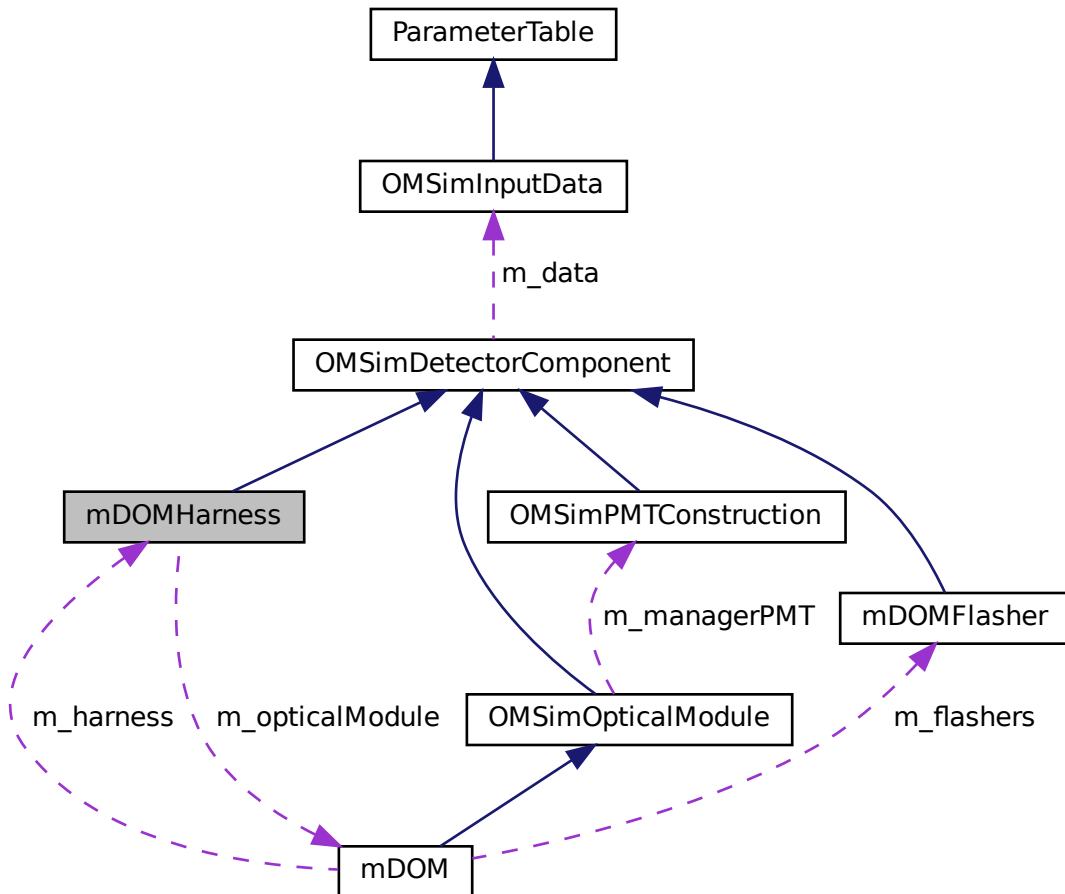 ParameterTable
OMSimInputData
m_data
OMSimDetectorComponent
mDOMHarness
OMSimPMTConstruction
mDOMFlasher
m_managerPMT
m_harness
m_opticalModule
OMSimOpticalModule
m_flashers
mDOM